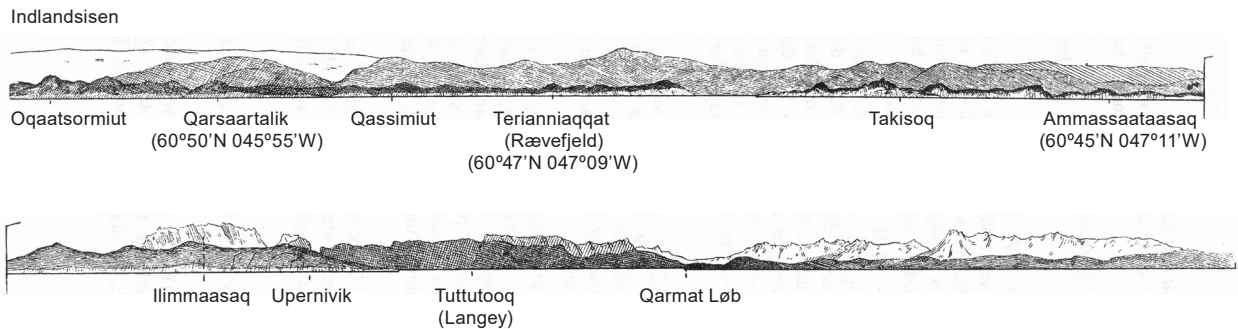 Indlandsisen
Oqaatsormiut
Qarsaartalik
(60º50’N 045º55’W)
Qassimiut
Terianniaqqat
(Rævefjeld)
(60º47’N 047º09’W)
Takisoq
Ammassaataasaq
(60º45’N 047º11’W)
Ilimmaasaq
Upernivik
Tuttutooq
(Langey)
Qarmat Løb